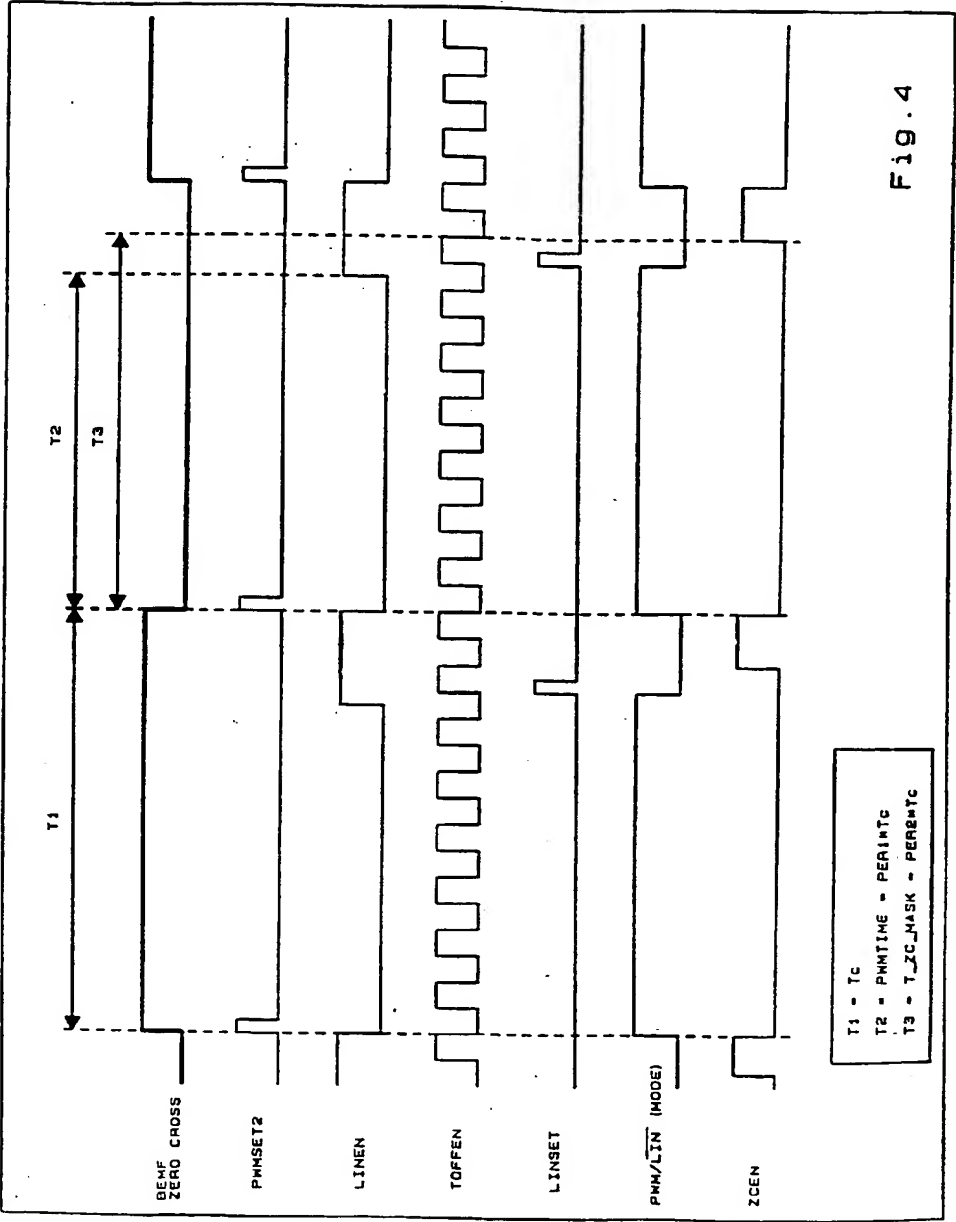 T1
T2
T3
BEMF
ZERO CROSS
PWMSET2
LINEN
TOFFEN
LINSET
PWM/LIN (MODE)
ZCEN
T1 = Tc
T2 = PWMTIME = PER1*Tc
T3 = T_ZC_MASK = PER2*Tc
Fig.4